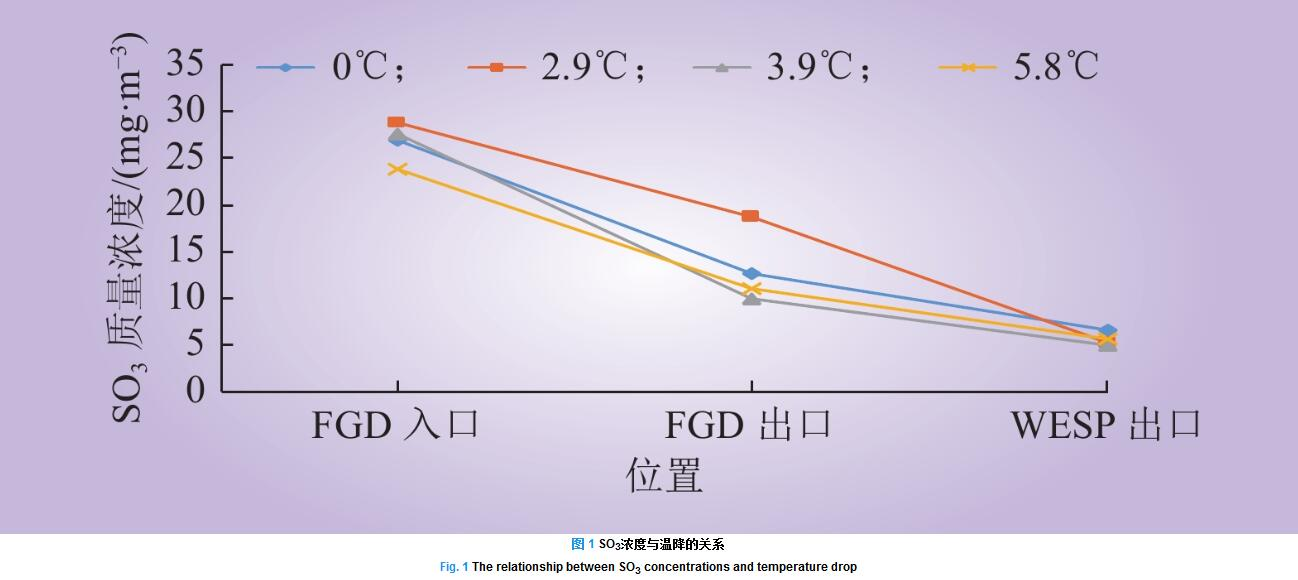 SO₃ 质量浓度/(mg·m⁻³)
35
30
25
20
15
10
5
0
0℃； 2.9℃； 3.9℃； 5.8℃
FGD 入口 FGD 出口 WESP 出口
位置
图 1 SO₃浓度与温降的关系
Fig. 1 The relationship between SO₃ concentrations and temperature drop